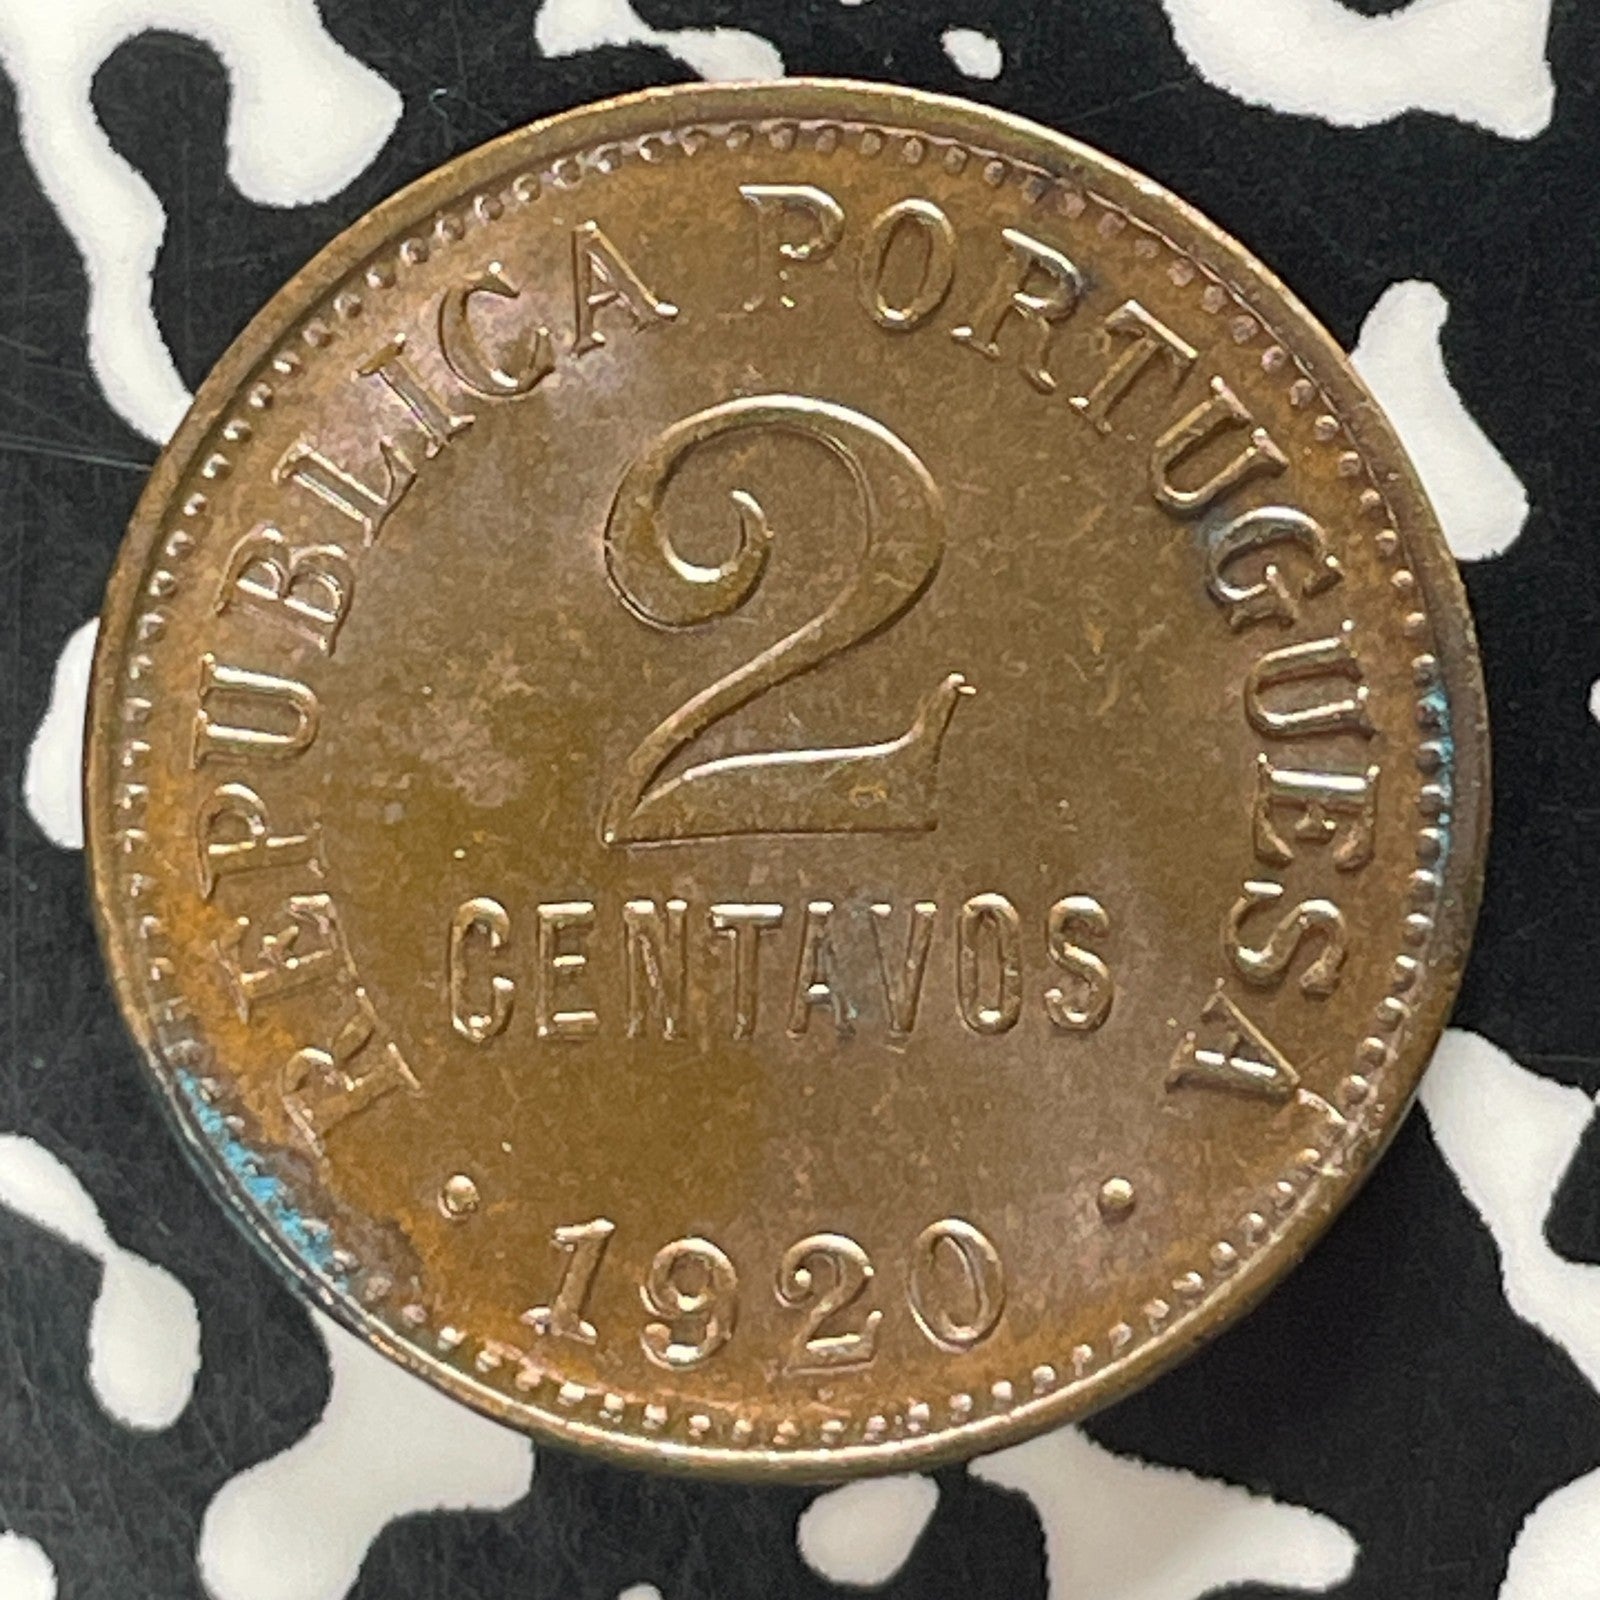 REPUBLICA PORTUGUESA
2
CENTAVOS
· 1920 ·